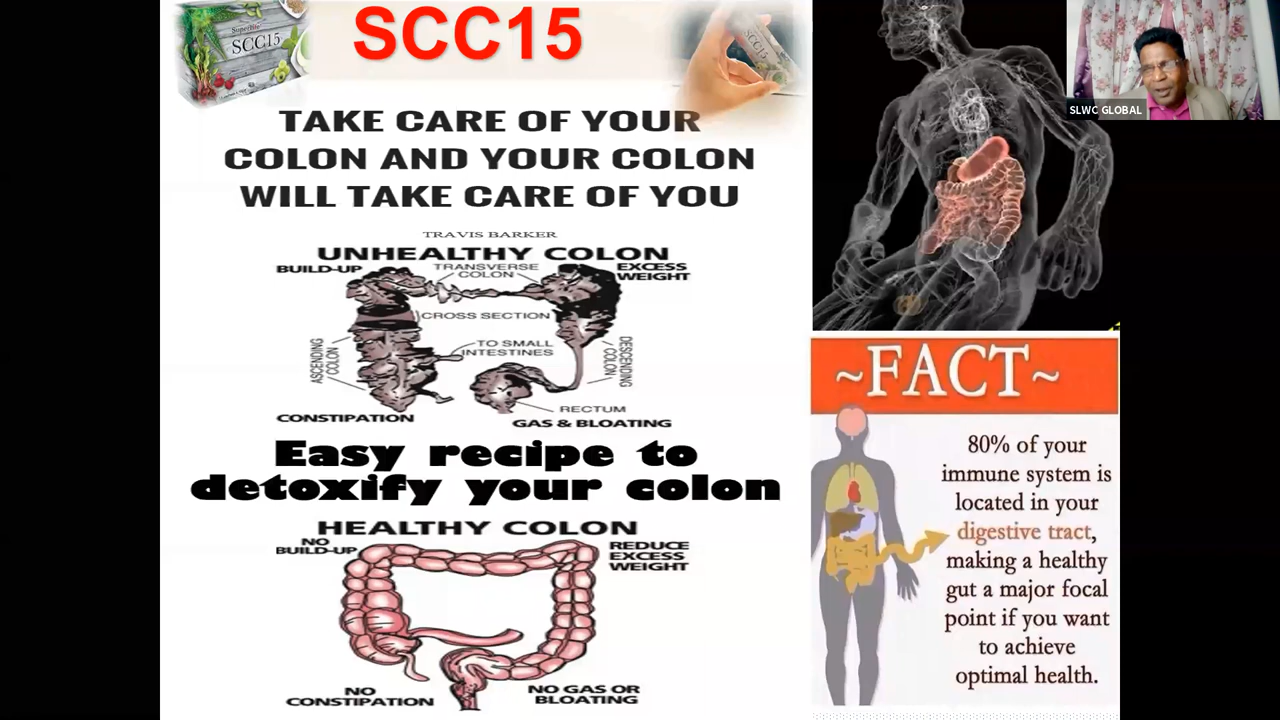 Superlife
SCC15
SCC15
SCC15
TAKE CARE OF YOUR
COLON AND YOUR COLON
WILL TAKE CARE OF YOU
TRAVIS BARKER
UNHEALTHY COLON
BUILD-UP
TRANSVERSE
COLON
EXCESS
WEIGHT
CROSS SECTION
TO SMALL
INTESTINES
ASCENDING
COLON
DESCENDING
COLON
RECTUM
CONSTIPATION
GAS & BLOATING
Easy recipe to
detoxify your colon
HEALTHY COLON
NO
BUILD-UP
REDUCE
EXCESS
WEIGHT
NO
CONSTIPATION
NO GAS OR
BLOATING
SLWC GLOBAL
~FACT~
80% of your
immune system is
located in your
digestive tract,
making a healthy
gut a major focal
point if you want
to achieve
optimal health.